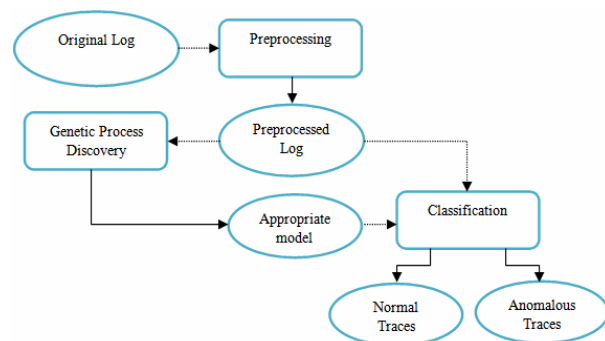 Original Log
Preprocessing
Genetic Process
Discovery
Preprocessed
Log
Appropriate
model
Classification
Normal
Traces
Anomalous
Traces